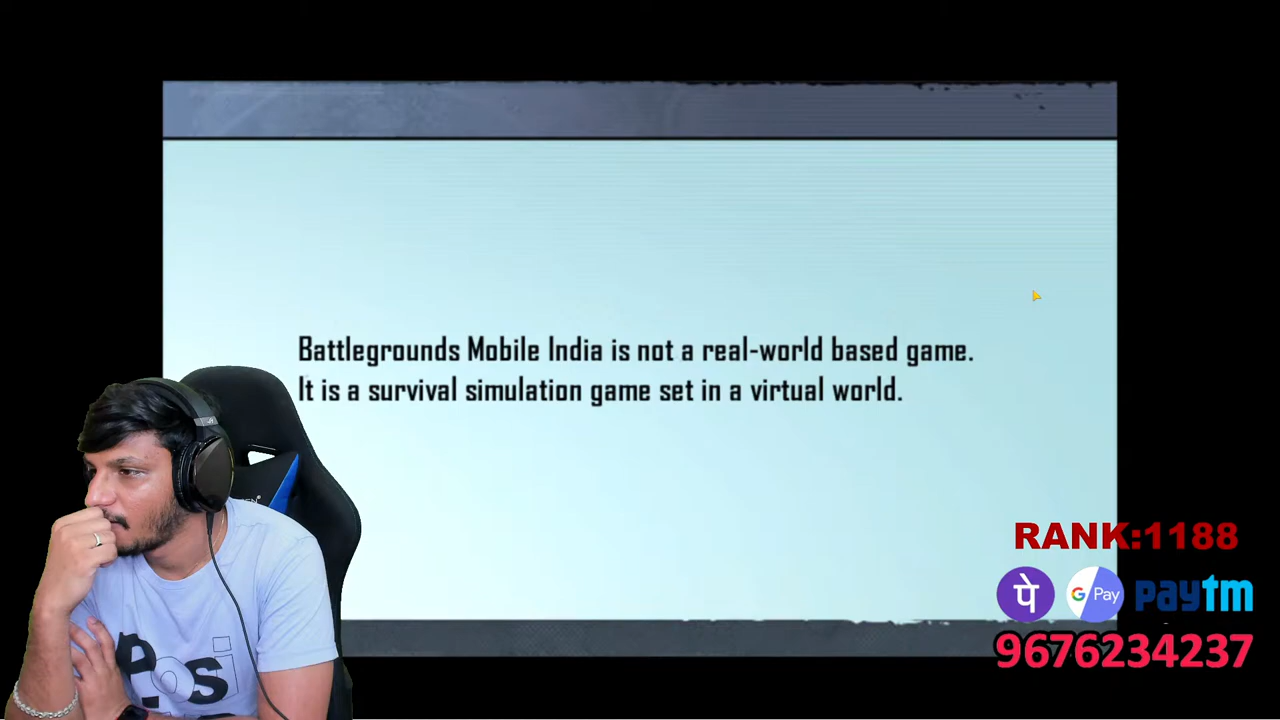 Battlegrounds Mobile India is not a real-world based game.
It is a survival simulation game set in a virtual world.
RANK:1188
पे G Pay paytm
9676234237
Posi